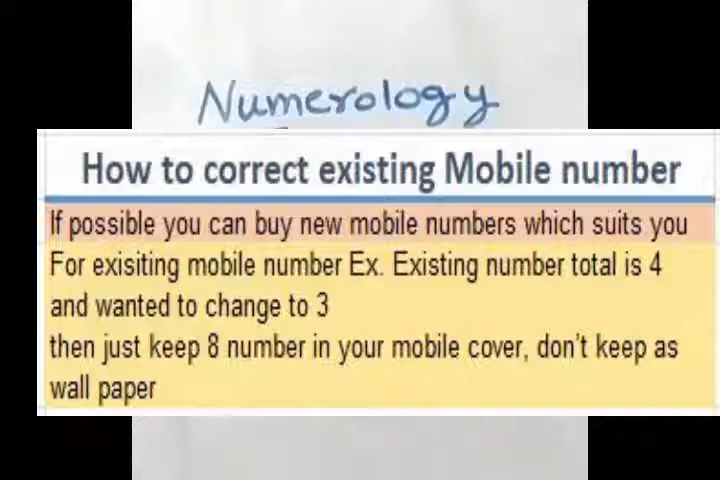 Numerology
How to correct existing Mobile number
If possible you can buy new mobile numbers which suits you
For exisiting mobile number Ex. Existing number total is 4
and wanted to change to 3
then just keep 8 number in your mobile cover, don't keep as
wall paper